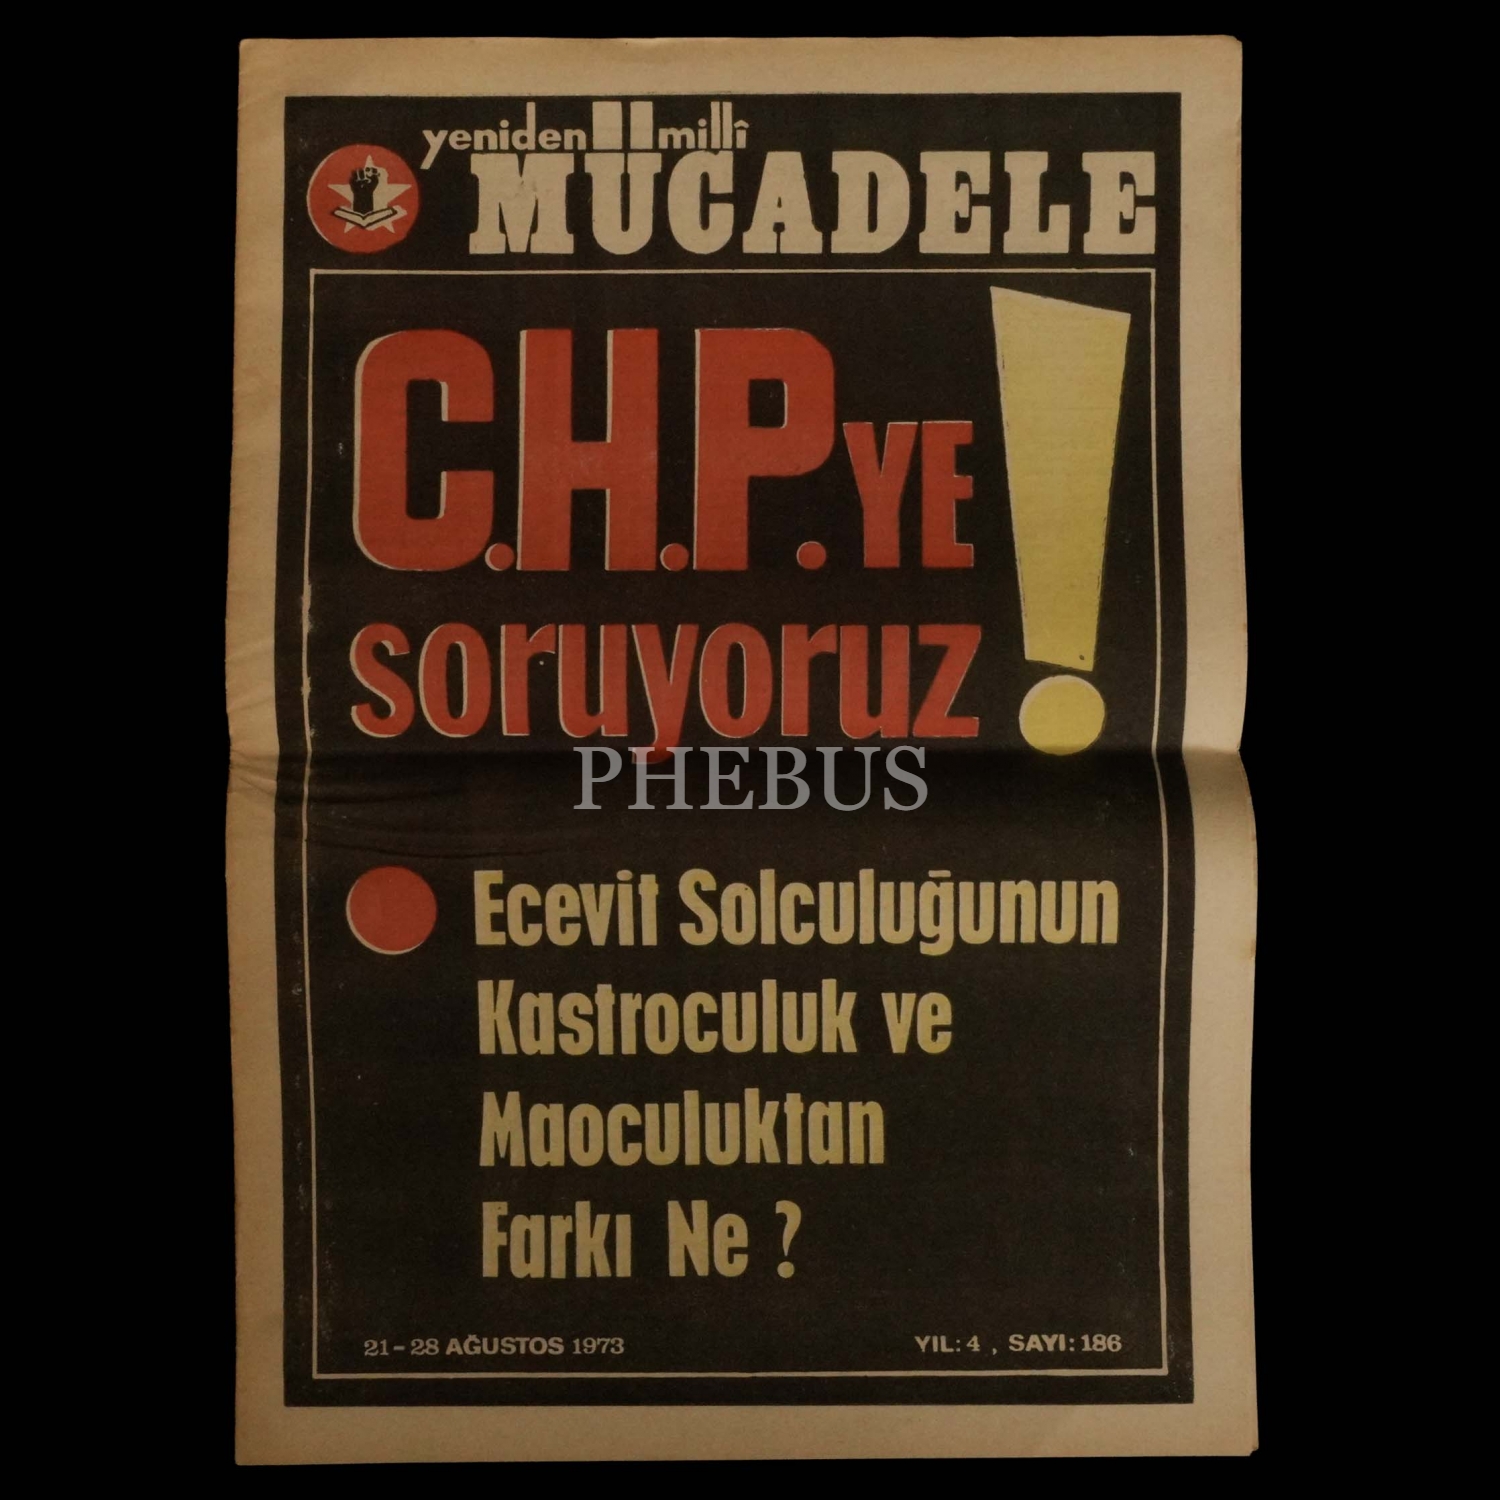 yeniden millî
MÜCADELE
C.H.P. YE
soruyoruz !
PHEBUS
Ecevit Solculuğunun
Kastroculuk ve
Maoculuktan
Farkı Ne ?
21-28 AĞUSTOS 1973 YIL: 4 , SAYI: 186